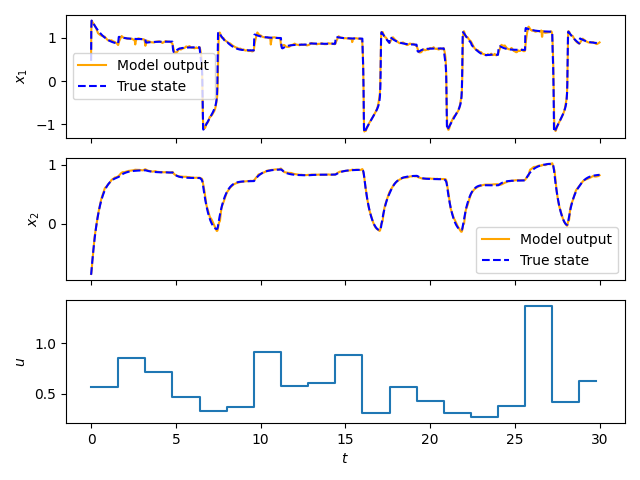 1
0
−1
x₁
Model output
True state
1
0
x₂
Model output
True state
1.0
0.5
u
0 5 10 15 20 25 30
t